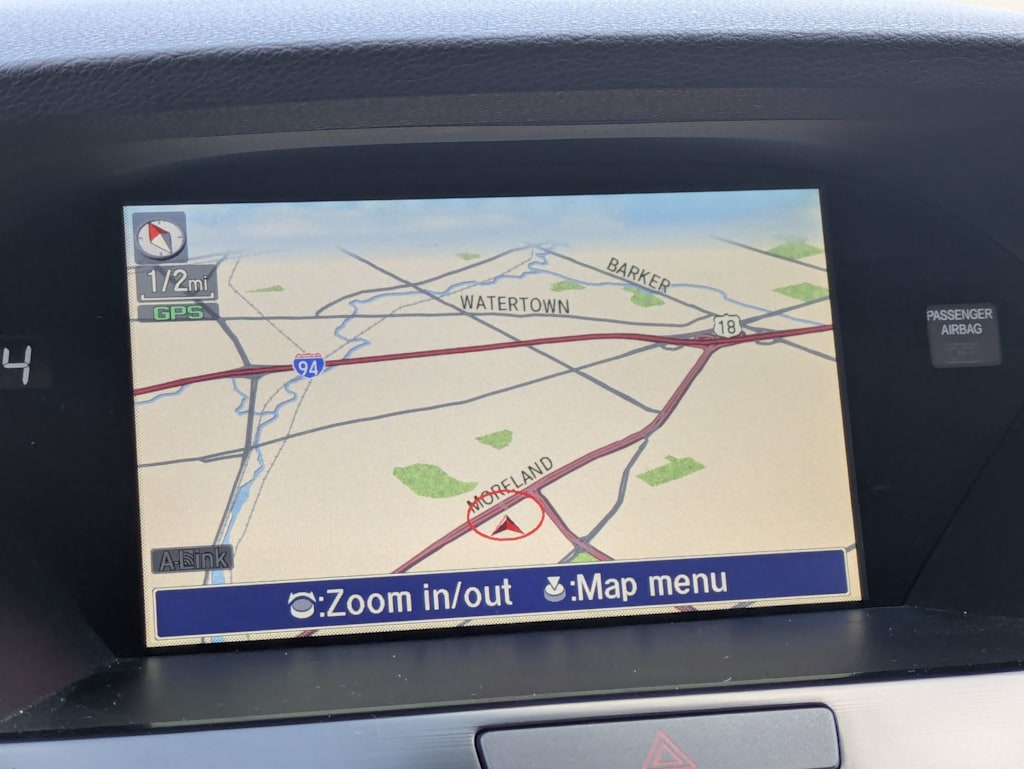 1/2mi
GPS
BARKER
WATERTOWN
18
94
4
PASSENGER
AIRBAG
MORELAND
A-Link
:Zoom in/out :Map menu